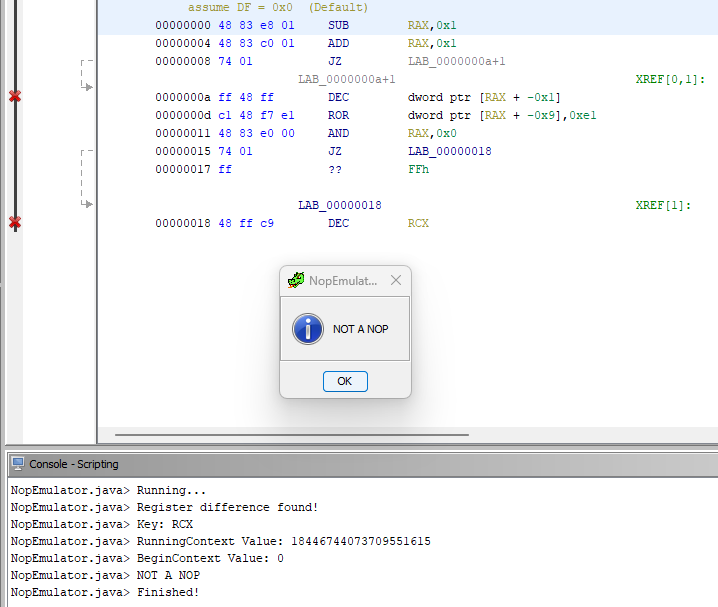 assume DF = 0x0 (Default)
00000000 48 83 e8 01 SUB RAX,0x1
00000004 48 83 c0 01 ADD RAX,0x1
00000008 74 01 JZ LAB_0000000a+1
LAB_0000000a+1 XREF[0,1]:
0000000a ff 48 ff DEC dword ptr [RAX + -0x1]
0000000d c1 48 f7 e1 ROR dword ptr [RAX + -0x9],0xe1
00000011 48 83 e0 00 AND RAX,0x0
00000015 74 01 JZ LAB_00000018
00000017 ff ?? FFh
LAB_00000018 XREF[1]:
00000018 48 ff c9 DEC RCX
NopEmulat...
NOT A NOP
OK
Console - Scripting
NopEmulator.java> Running...
NopEmulator.java> Register difference found!
NopEmulator.java> Key: RCX
NopEmulator.java> RunningContext Value: 18446744073709551615
NopEmulator.java> BeginContext Value: 0
NopEmulator.java> NOT A NOP
NopEmulator.java> Finished!